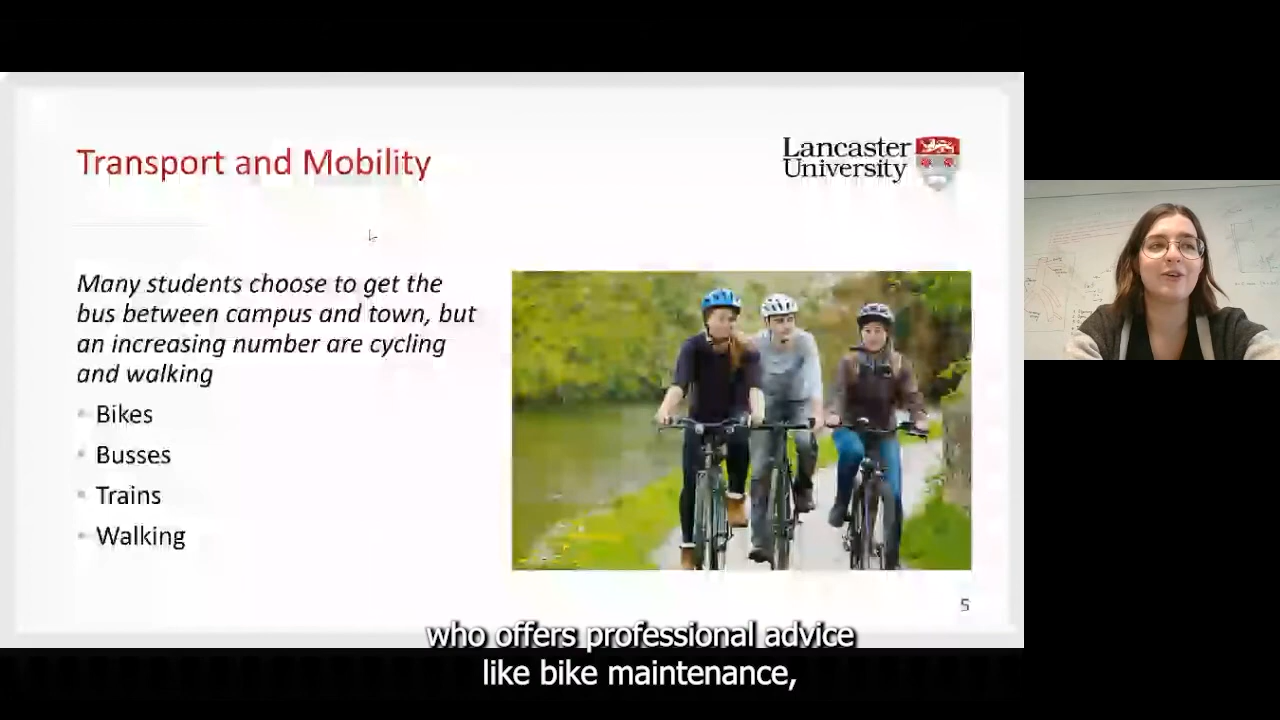 Transport and Mobility
Lancaster
University
Many students choose to get the
bus between campus and town, but
an increasing number are cycling
and walking
Bikes
Busses
Trains
Walking
5
who offers professional advice
like bike maintenance,